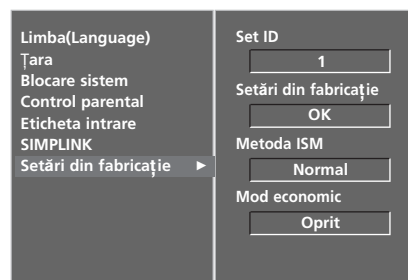 Limba(Language)
Țara
Blocare sistem
Control parental
Eticheta intrare
SIMPLINK
Setări din fabricație ►
Set ID
1
Setări din fabricație
OK
Metoda ISM
Normal
Mod economic
Oprit